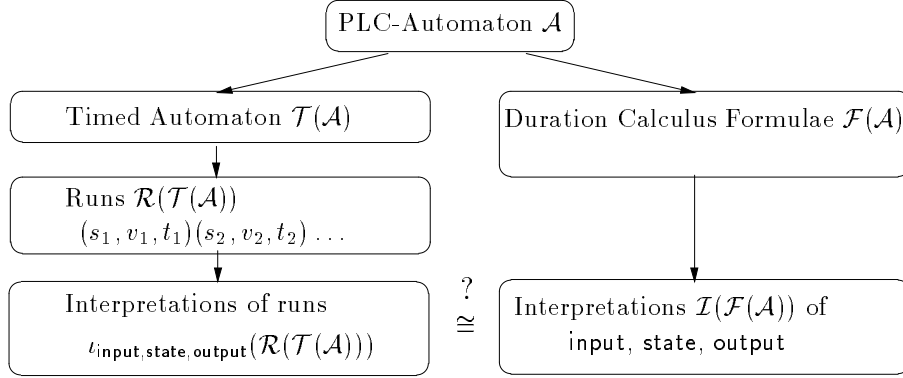 PLC-Automaton 𝒜
Timed Automaton 𝒯(𝒜)
Duration Calculus Formulae ℱ(𝒜)
Runs ℛ(𝒯(𝒜))
(s₁, v₁, t₁)(s₂, v₂, t₂) . . .
Interpretations of runs
ι_input,state,output(ℛ(𝒯(𝒜)))
?
≅
Interpretations ℐ(ℱ(𝒜)) of
input, state, output